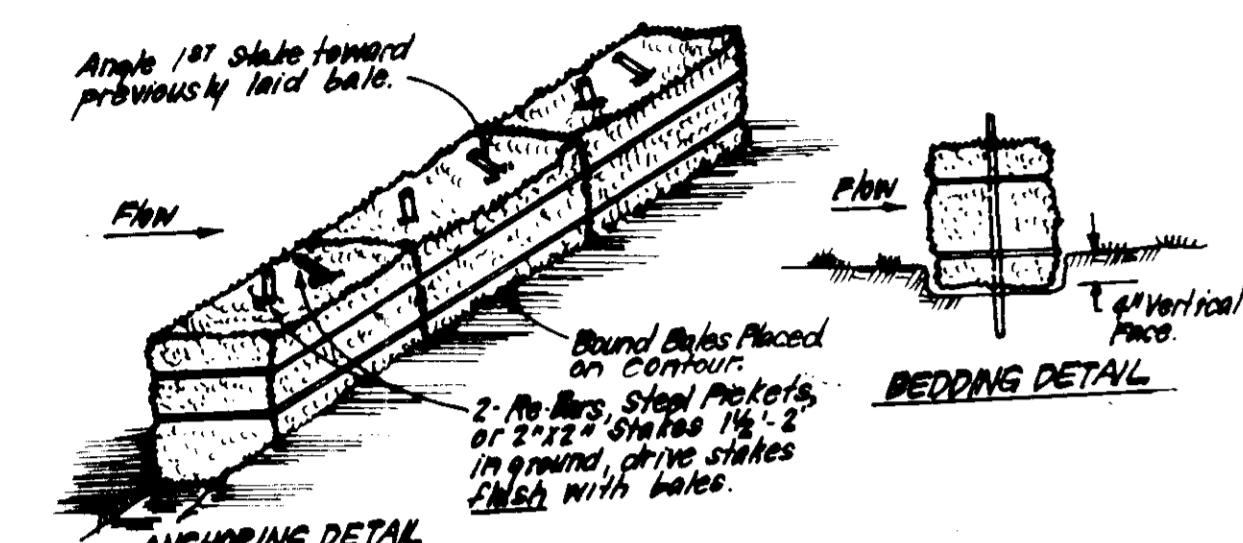 Angle 1ST stake toward
previously laid bale.
Flow
Bound Bales Placed
on contour.
2-Re-Bars, Steel Pickets,
or 2"x2" Stakes 1½'-2'
in ground, drive stakes
flush with bales.
ANCHORING DETAIL
Flow
4" Vertical
Face.
BEDDING DETAIL